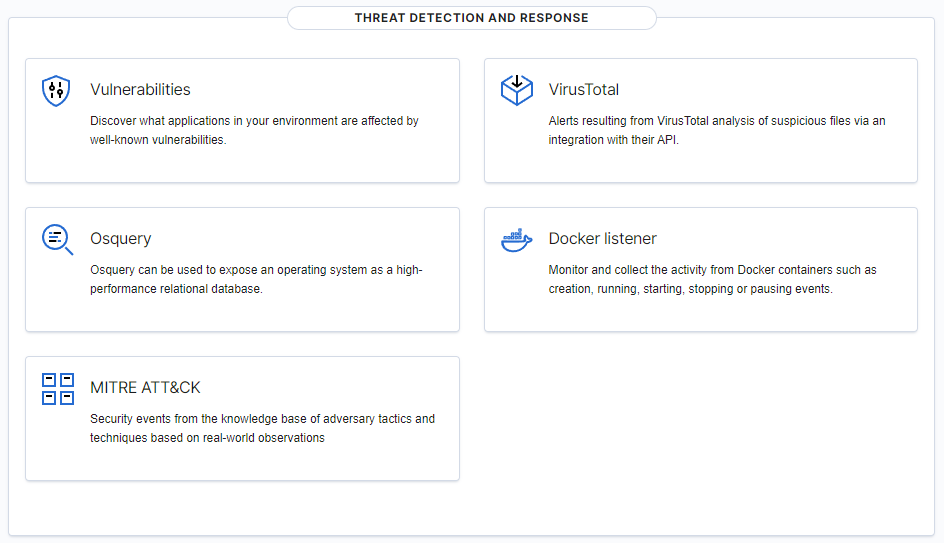 THREAT DETECTION AND RESPONSE
Vulnerabilities
Discover what applications in your environment are affected by
well-known vulnerabilities.
VirusTotal
Alerts resulting from VirusTotal analysis of suspicious files via an
integration with their API.
Osquery
Osquery can be used to expose an operating system as a high-
performance relational database.
Docker listener
Monitor and collect the activity from Docker containers such as
creation, running, starting, stopping or pausing events.
MITRE ATT&CK
Security events from the knowledge base of adversary tactics and
techniques based on real-world observations